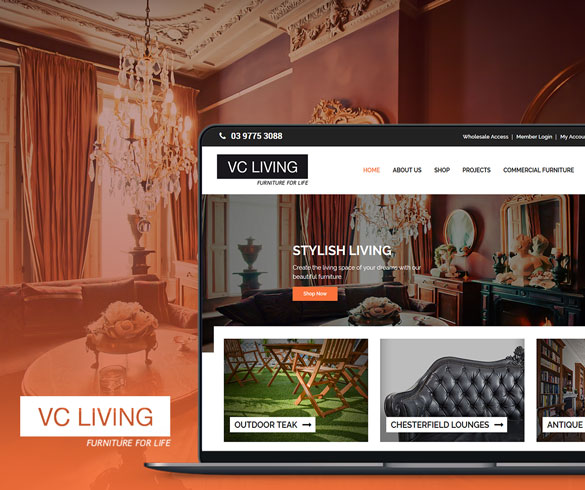 03 9775 3088
Wholesale Access | Member Login | My Accou
VC LIVING
FURNITURE FOR LIFE
HOME ABOUT US SHOP PROJECTS COMMERCIAL FURNITURE
STYLISH LIVING
Create the living space of your dreams with our
beautiful furniture
Shop Now
OUTDOOR TEAK
CHESTERFIELD LOUNGES
ANTIQUE
VC LIVING
FURNITURE FOR LIFE